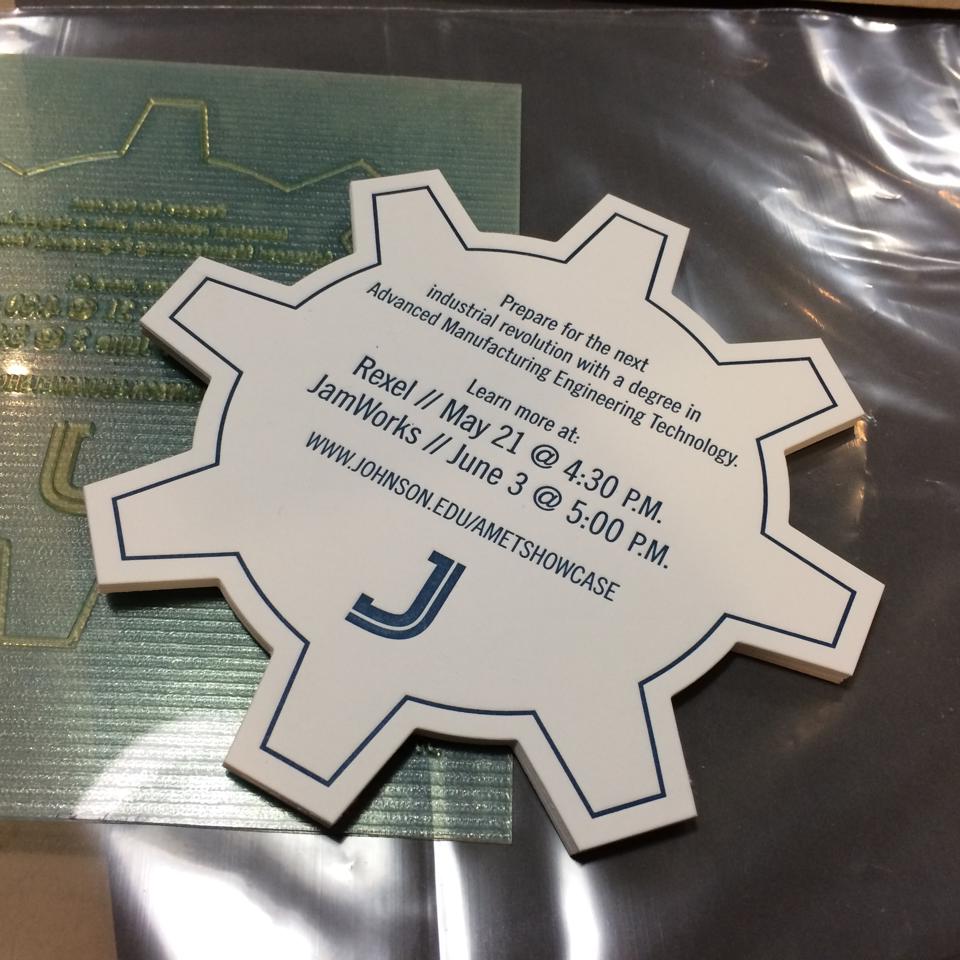 Prepare for the next
industrial revolution with a degree in
Advanced Manufacturing Engineering Technology.
Learn more at:
Rexel // May 21 @ 4:30 P.M.
JamWorks // June 3 @ 5:00 P.M.
WWW.JOHNSON.EDU/AMETSHOWCASE
J